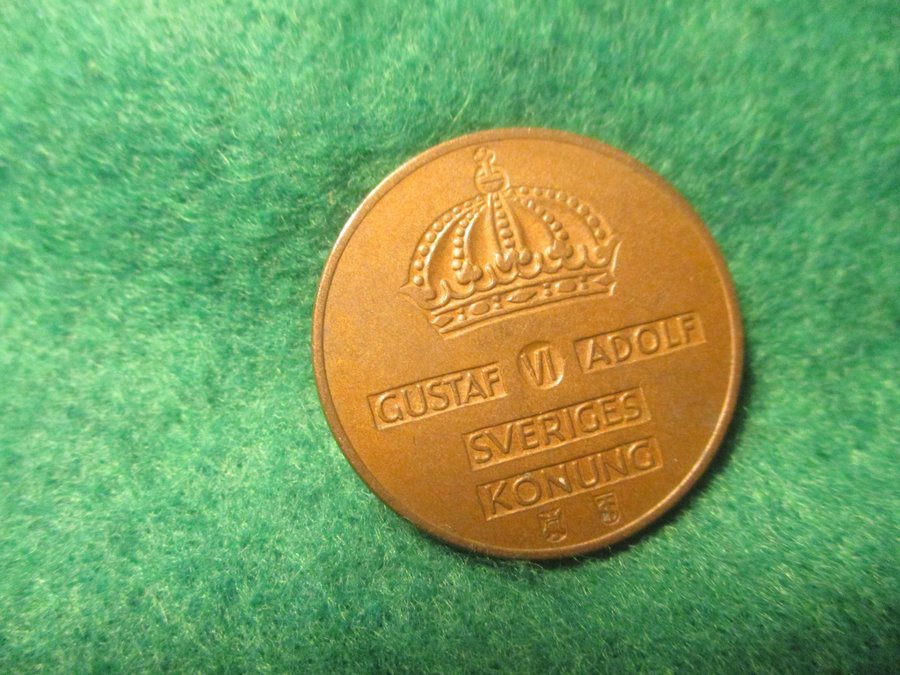 GUSTAF VI ADOLF
SVERIGES
KONUNG